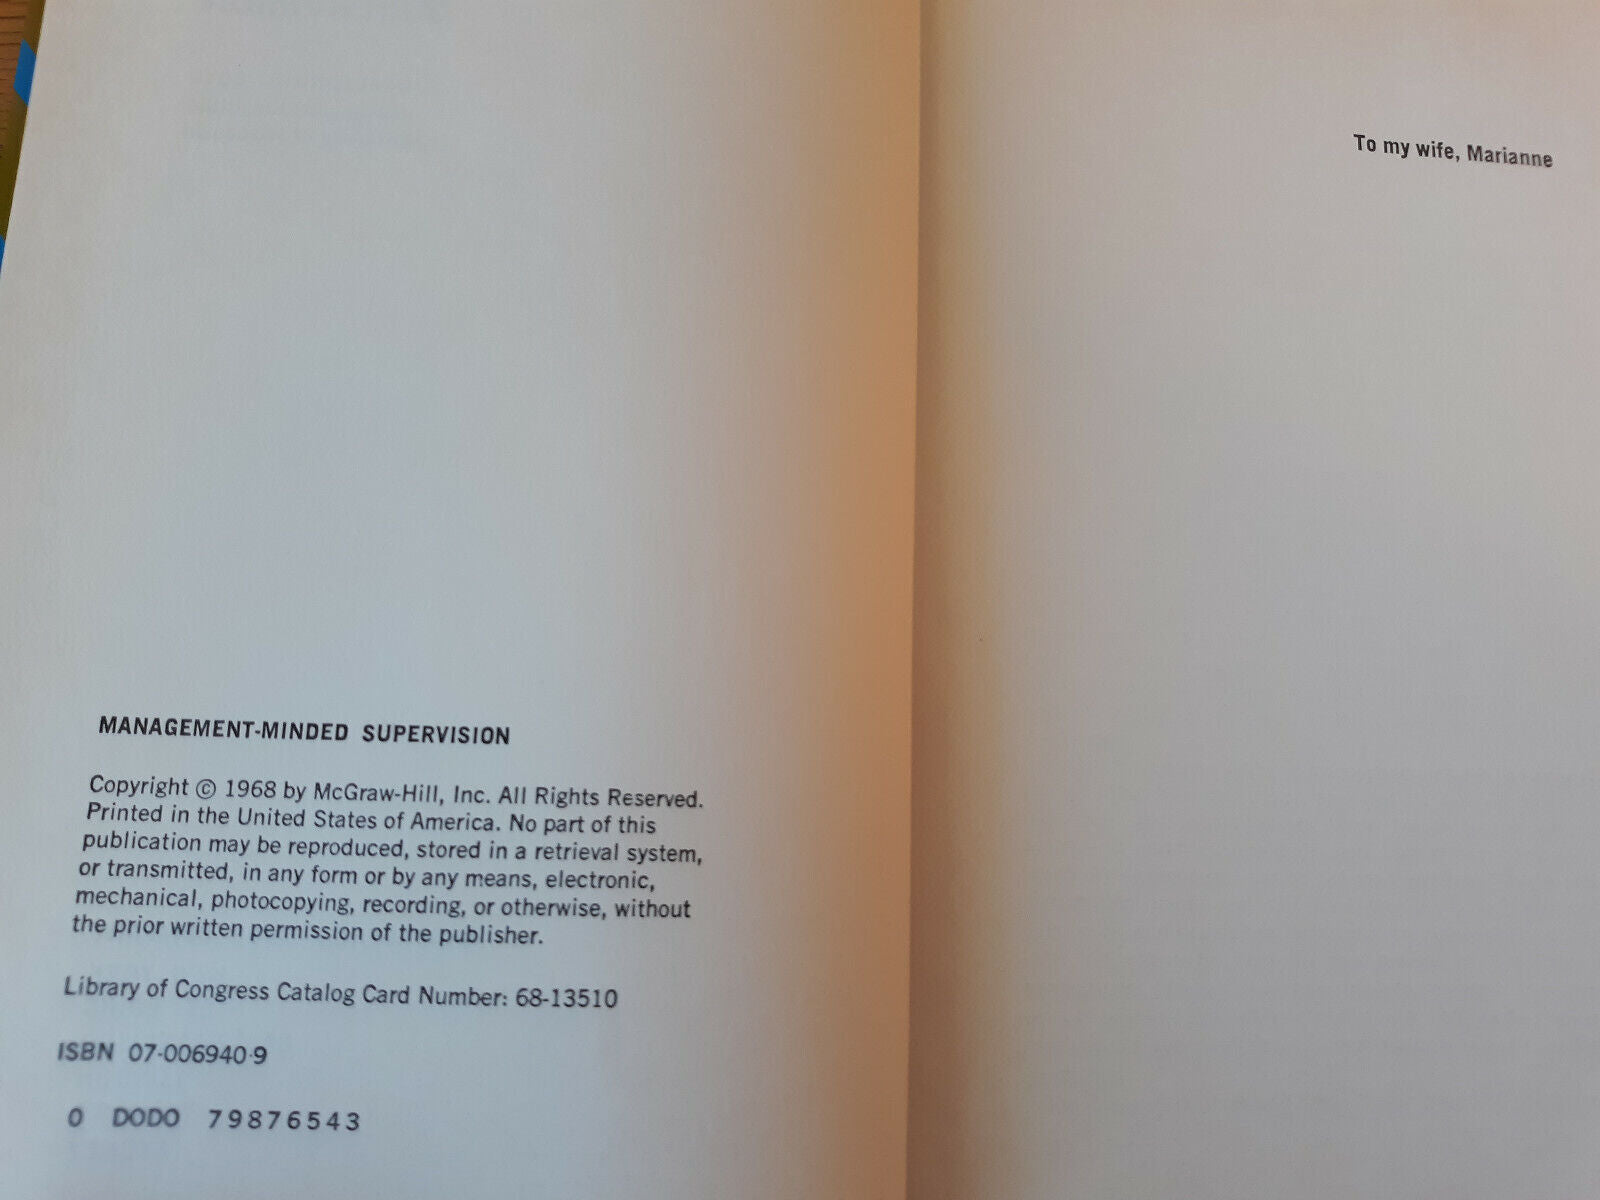 MANAGEMENT-MINDED SUPERVISION
Copyright © 1968 by McGraw-Hill, Inc. All Rights Reserved.
Printed in the United States of America. No part of this
publication may be reproduced, stored in a retrieval system,
or transmitted, in any form or by any means, electronic,
mechanical, photocopying, recording, or otherwise, without
the prior written permission of the publisher.
Library of Congress Catalog Card Number: 68-13510
ISBN 07-006940-9
0 DODO 79876543
To my wife, Marianne